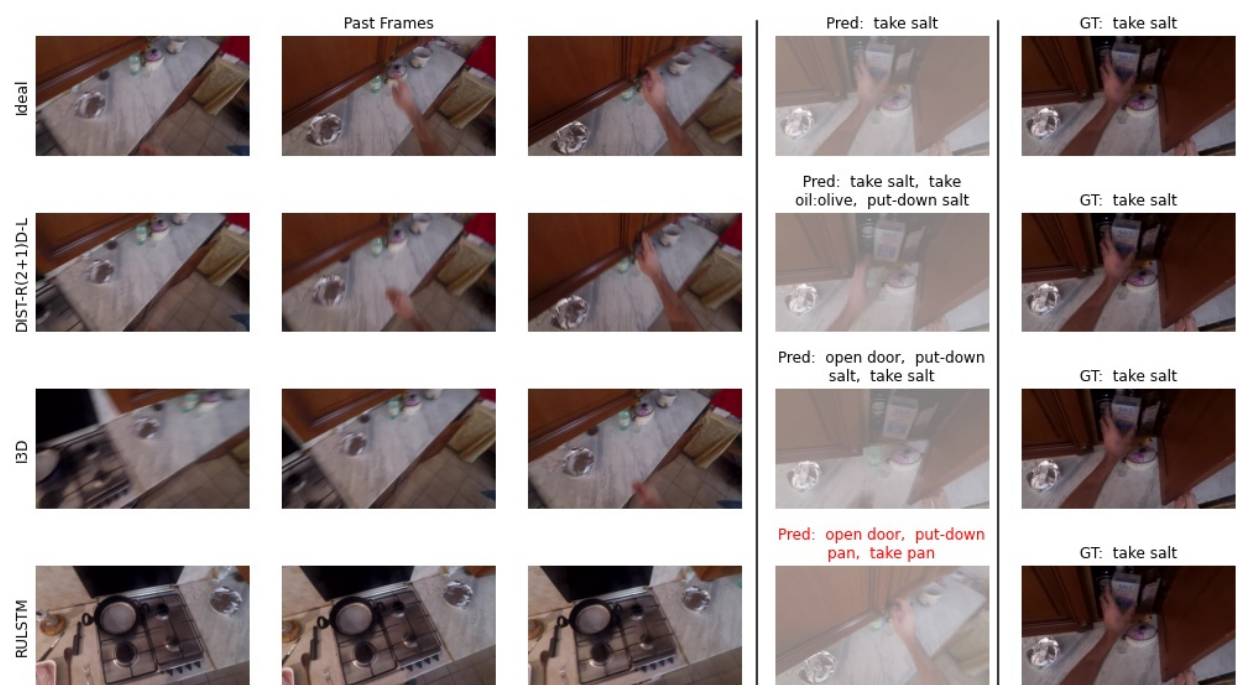 Past Frames
Pred: take salt
GT: take salt
Ideal
Pred: take salt, take
oil:olive, put-down salt
GT: take salt
DIST-R(2+1)D-L
Pred: open door, put-down
salt, take salt
GT: take salt
I3D
Pred: open door, put-down
pan, take pan
GT: take salt
RULSTM